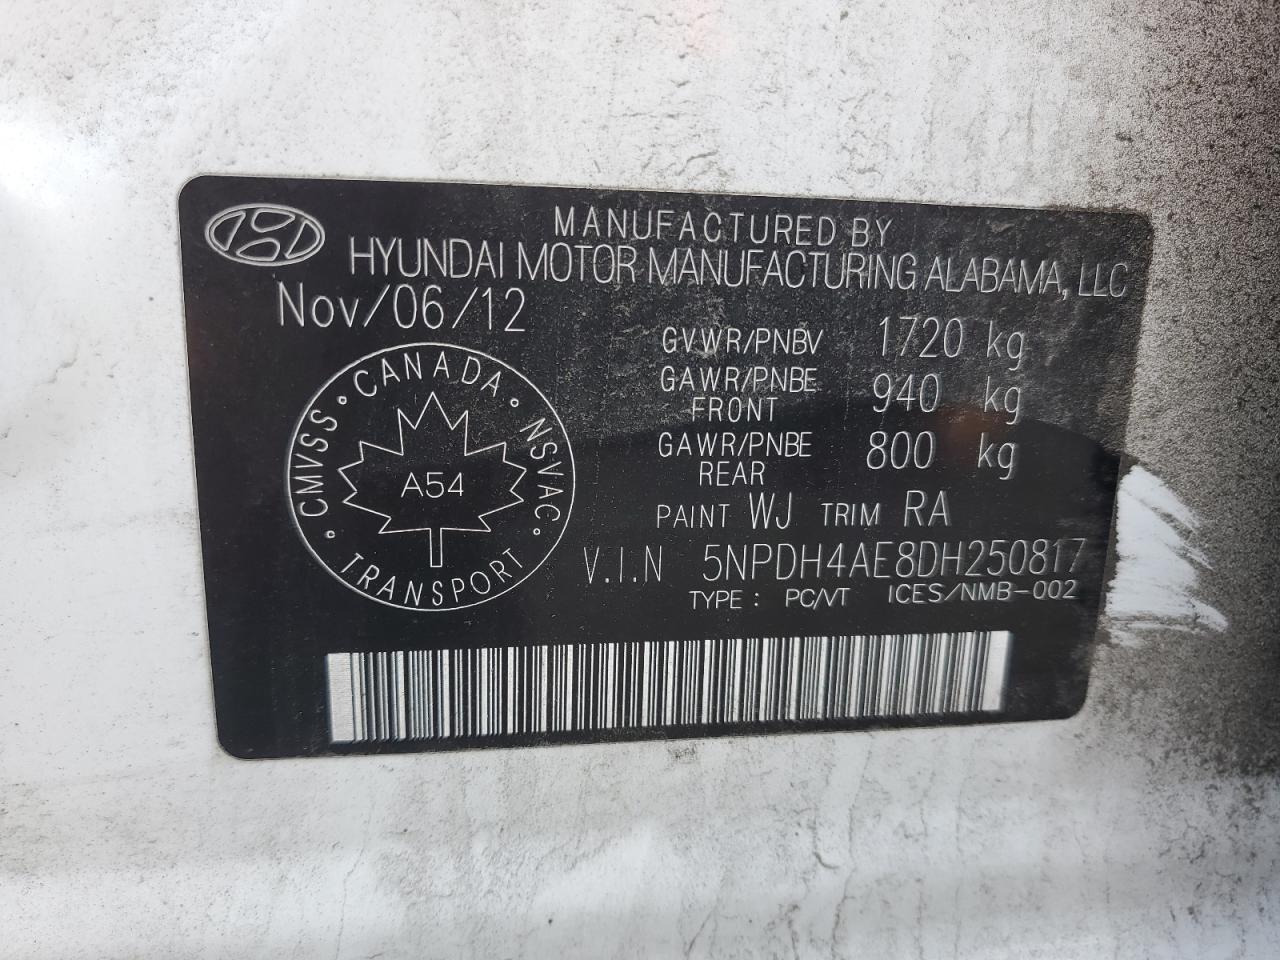 MANUFACTURED BY
HYUNDAI MOTOR MANUFACTURING ALABAMA, LLC
Nov/06/12
GVWR/PNBV 1720 kg
GAWR/PNBE FRONT 940 kg
GAWR/PNBE REAR 800 kg
PAINT WJ TRIM RA
V.I.N 5NPDH4AE8DH250817
TYPE : PC/VT ICES/NMB-002
CMVSS · CANADA · NSVAC · TRANSPORT ·
A54